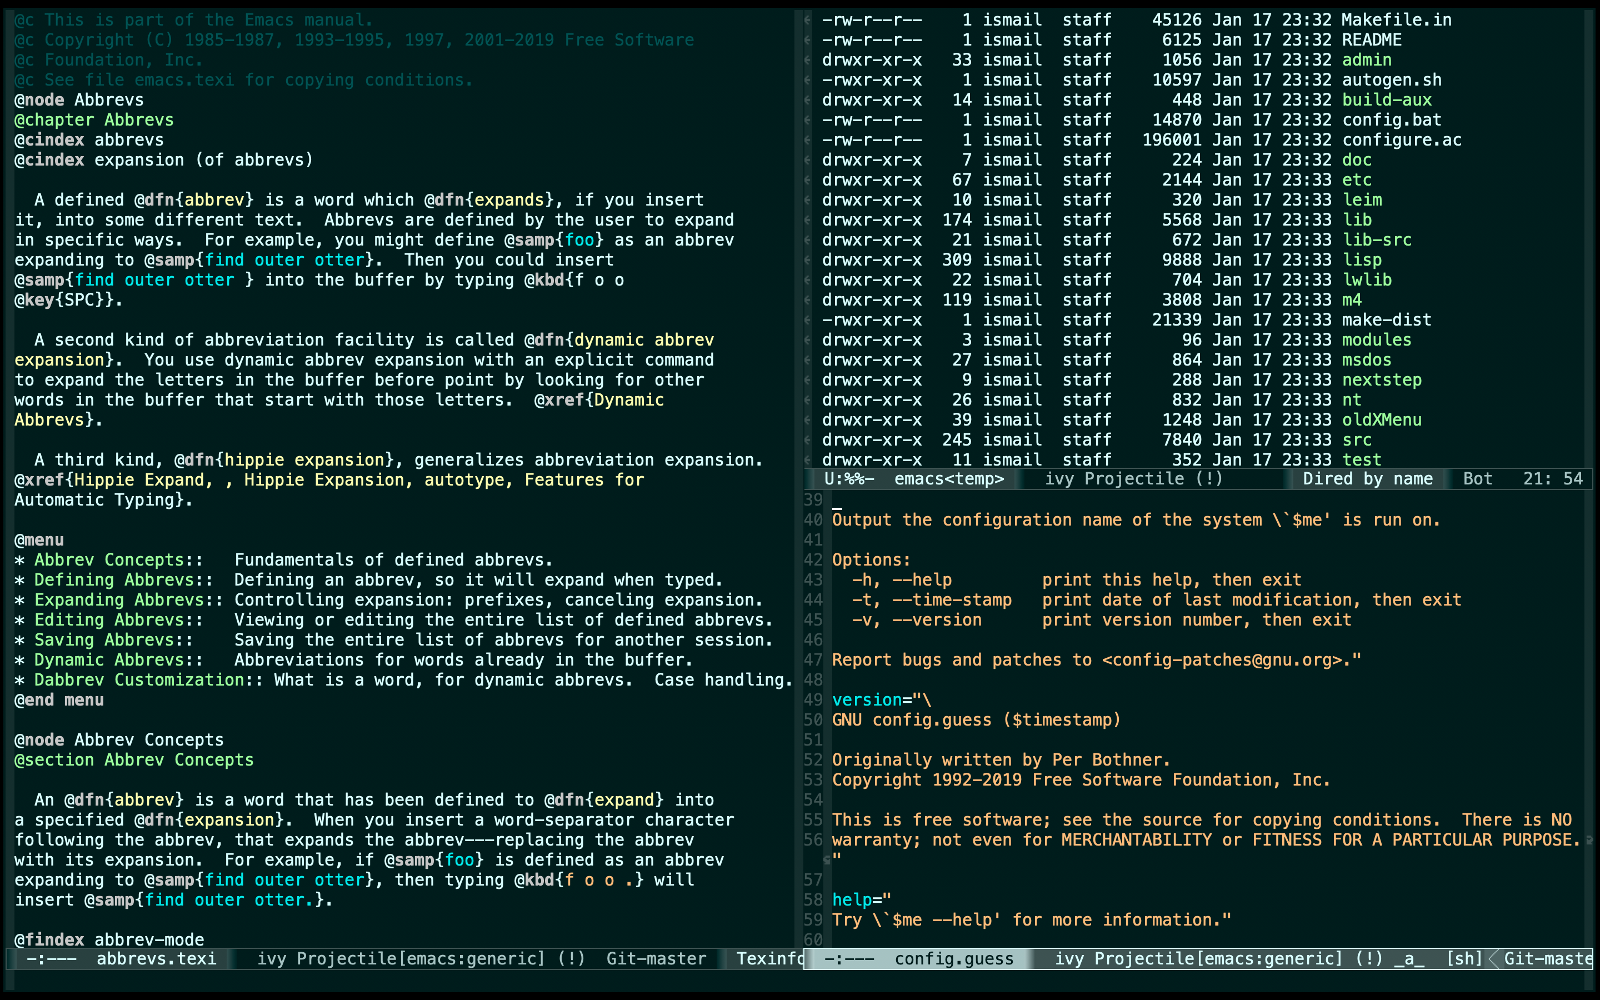 @c This is part of the Emacs manual.
@c Copyright (C) 1985-1987, 1993-1995, 1997, 2001-2019 Free Software
@c Foundation, Inc.
@c See file emacs.texi for copying conditions.
@node Abbrevs
@chapter Abbrevs
@cindex abbrevs
@cindex expansion (of abbrevs)

  A defined @dfn{abbrev} is a word which @dfn{expands}, if you insert
it, into some different text.  Abbrevs are defined by the user to expand
in specific ways.  For example, you might define @samp{foo} as an abbrev
expanding to @samp{find outer otter}.  Then you could insert
@samp{find outer otter } into the buffer by typing @kbd{f o o
@key{SPC}}.

  A second kind of abbreviation facility is called @dfn{dynamic abbrev
expansion}.  You use dynamic abbrev expansion with an explicit command
to expand the letters in the buffer before point by looking for other
words in the buffer that start with those letters.  @xref{Dynamic
Abbrevs}.

  A third kind, @dfn{hippie expansion}, generalizes abbreviation expansion.
@xref{Hippie Expand, , Hippie Expansion, autotype, Features for
Automatic Typing}.

@menu
* Abbrev Concepts::   Fundamentals of defined abbrevs.
* Defining Abbrevs::  Defining an abbrev, so it will expand when typed.
* Expanding Abbrevs:: Controlling expansion: prefixes, canceling expansion.
* Editing Abbrevs::   Viewing or editing the entire list of defined abbrevs.
* Saving Abbrevs::    Saving the entire list of abbrevs for another session.
* Dynamic Abbrevs::   Abbreviations for words already in the buffer.
* Dabbrev Customization:: What is a word, for dynamic abbrevs.  Case handling.
@end menu

@node Abbrev Concepts
@section Abbrev Concepts

  An @dfn{abbrev} is a word that has been defined to @dfn{expand} into
a specified @dfn{expansion}.  When you insert a word-separator character
following the abbrev, that expands the abbrev---replacing the abbrev
with its expansion.  For example, if @samp{foo} is defined as an abbrev
expanding to @samp{find outer otter}, then typing @kbd{f o o .} will
insert @samp{find outer otter.}.

@findex abbrev-mode
-:---  abbrevs.texi    ivy Projectile[emacs:generic] (!)  Git-master   Texinfo
-rw-r--r--    1 ismail  staff    45126 Jan 17 23:32 Makefile.in
-rw-r--r--    1 ismail  staff     6125 Jan 17 23:32 README
drwxr-xr-x   33 ismail  staff     1056 Jan 17 23:32 admin
-rwxr-xr-x    1 ismail  staff    10597 Jan 17 23:32 autogen.sh
drwxr-xr-x   14 ismail  staff      448 Jan 17 23:32 build-aux
-rw-r--r--    1 ismail  staff    14870 Jan 17 23:32 config.bat
-rw-r--r--    1 ismail  staff   196001 Jan 17 23:32 configure.ac
drwxr-xr-x    7 ismail  staff      224 Jan 17 23:32 doc
drwxr-xr-x   67 ismail  staff     2144 Jan 17 23:32 etc
drwxr-xr-x   10 ismail  staff      320 Jan 17 23:33 leim
drwxr-xr-x  174 ismail  staff     5568 Jan 17 23:33 lib
drwxr-xr-x   21 ismail  staff      672 Jan 17 23:33 lib-src
drwxr-xr-x  309 ismail  staff     9888 Jan 17 23:33 lisp
drwxr-xr-x   22 ismail  staff      704 Jan 17 23:33 lwlib
drwxr-xr-x  119 ismail  staff     3808 Jan 17 23:33 m4
-rwxr-xr-x    1 ismail  staff    21339 Jan 17 23:33 make-dist
drwxr-xr-x    3 ismail  staff       96 Jan 17 23:33 modules
drwxr-xr-x   27 ismail  staff      864 Jan 17 23:33 msdos
drwxr-xr-x    9 ismail  staff      288 Jan 17 23:33 nextstep
drwxr-xr-x   26 ismail  staff      832 Jan 17 23:33 nt
drwxr-xr-x   39 ismail  staff     1248 Jan 17 23:33 oldXMenu
drwxr-xr-x  245 ismail  staff     7840 Jan 17 23:33 src
drwxr-xr-x   11 ismail  staff      352 Jan 17 23:33 test
U:%%-  emacs<temp>    ivy Projectile (!)        Dired by name   Bot   21: 54
39
40 Output the configuration name of the system \`$me' is run on.
41
42 Options:
43   -h, --help         print this help, then exit
44   -t, --time-stamp   print date of last modification, then exit
45   -v, --version      print version number, then exit
46
47 Report bugs and patches to <config-patches@gnu.org>."
48
49 version="\
50 GNU config.guess ($timestamp)
51
52 Originally written by Per Bothner.
53 Copyright 1992-2019 Free Software Foundation, Inc.
54
55 This is free software; see the source for copying conditions.  There is NO
56 warranty; not even for MERCHANTABILITY or FITNESS FOR A PARTICULAR PURPOSE.
"
57
58 help="
59 Try \`$me --help' for more information."
60
-:---  config.guess    ivy Projectile[emacs:generic] (!) _a_  [sh] Git-maste